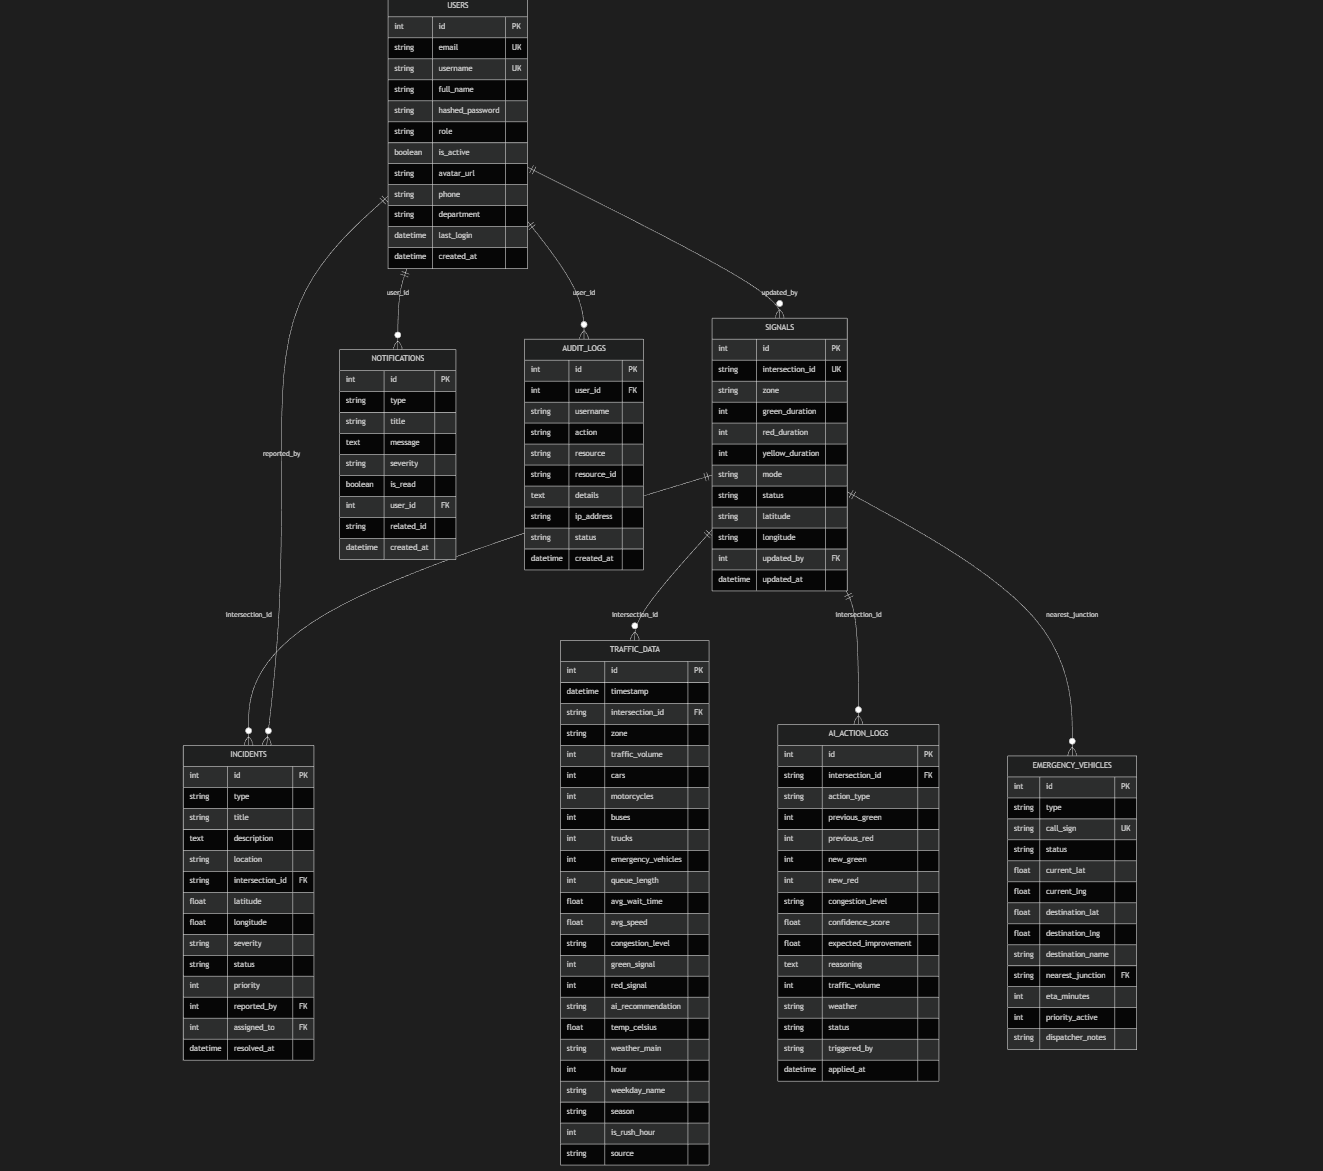 USERS
int id PK
string email UK
string username UK
string full_name
string hashed_password
string role
boolean is_active
string avatar_url
string phone
string department
datetime last_login
datetime created_at
user_id
user_id
updated_by
reported_by
NOTIFICATIONS
int id PK
string type
string title
text message
string severity
boolean is_read
int user_id FK
string related_id
datetime created_at
AUDIT_LOGS
int id PK
int user_id FK
string username
string action
string resource
string resource_id
text details
string ip_address
string status
datetime created_at
SIGNALS
int id PK
string intersection_id UK
string zone
int green_duration
int red_duration
int yellow_duration
string mode
string status
string latitude
string longitude
int updated_by FK
datetime updated_at
intersection_id
intersection_id
intersection_id
nearest_junction
INCIDENTS
int id PK
string type
string title
text description
string location
string intersection_id FK
float latitude
float longitude
string severity
string status
int priority
int reported_by FK
int assigned_to FK
datetime resolved_at
TRAFFIC_DATA
int id PK
datetime timestamp
string intersection_id FK
string zone
int traffic_volume
int cars
int motorcycles
int buses
int trucks
int emergency_vehicles
int queue_length
float avg_wait_time
float avg_speed
string congestion_level
int green_signal
int red_signal
string ai_recommendation
float temp_celsius
string weather_main
int hour
string weekday_name
string season
int is_rush_hour
string source
AI_ACTION_LOGS
int id PK
string intersection_id FK
string action_type
int previous_green
int previous_red
int new_green
int new_red
string congestion_level
float confidence_score
float expected_improvement
text reasoning
int traffic_volume
string weather
string status
string triggered_by
datetime applied_at
EMERGENCY_VEHICLES
int id PK
string type
string call_sign UK
string status
float current_lat
float current_lng
float destination_lat
float destination_lng
string destination_name
string nearest_junction FK
int eta_minutes
int priority_active
string dispatcher_notes